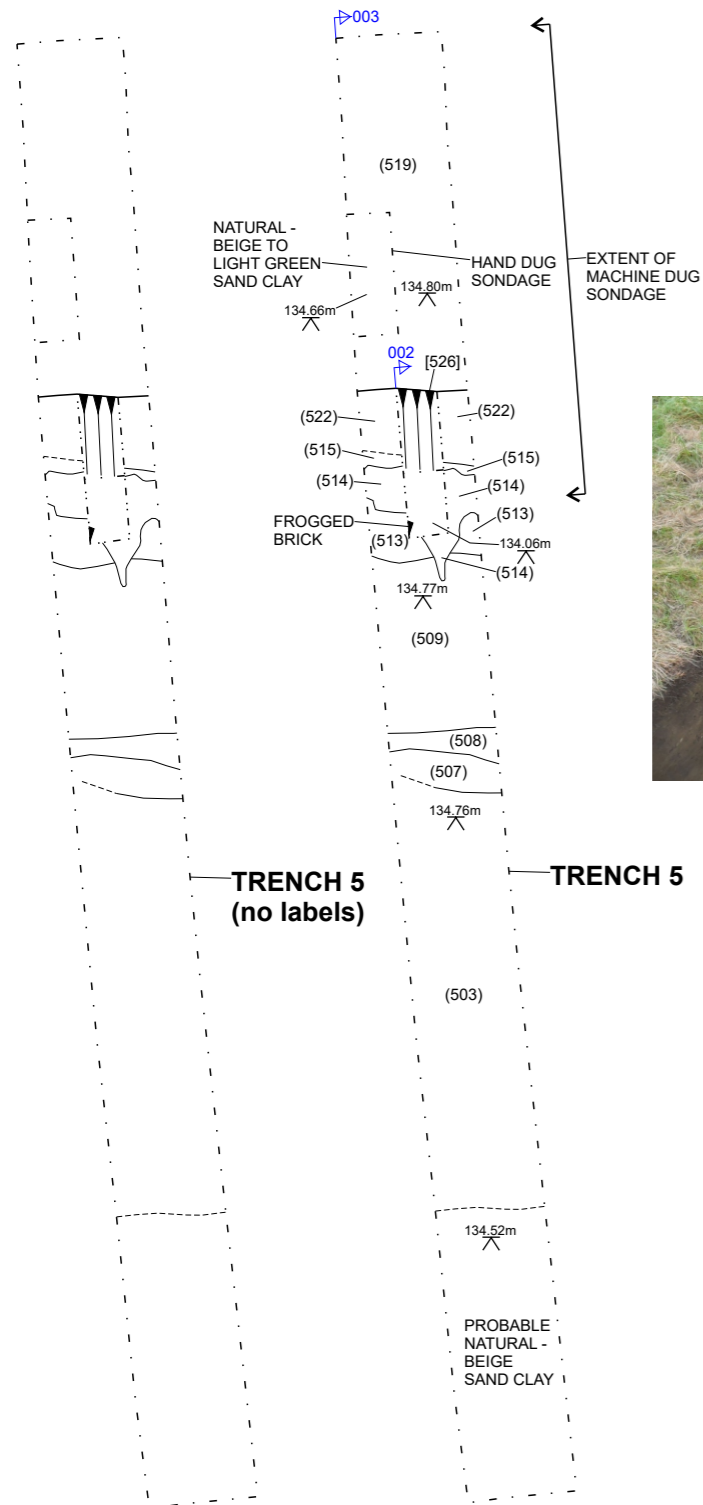 003
(519)
NATURAL -
BEIGE TO
LIGHT GREEN
SAND CLAY
HAND DUG
SONDAGE
EXTENT OF
MACHINE DUG
SONDAGE
134.66m
134.80m
002
[526]
(522)
(522)
(515)
(515)
(514)
(514)
FROGGED
BRICK
(513)
(513)
134.06m
(514)
134.77m
(509)
(508)
(507)
134.76m
TRENCH 5
(no labels)
TRENCH 5
(503)
134.52m
PROBABLE
NATURAL -
BEIGE
SAND CLAY